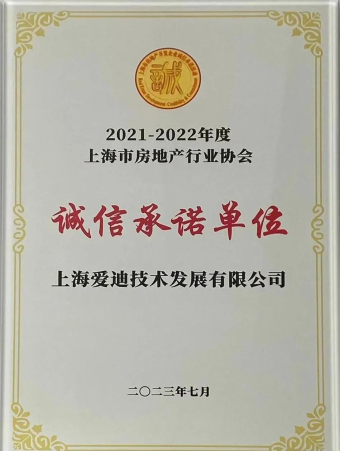 2021-2022年度
上海市房地产行业协会
诚信承诺单位
上海爱迪技术发展有限公司
二〇二三年七月